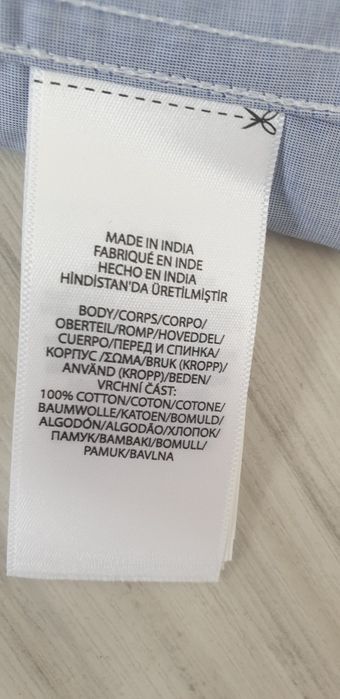 MADE IN INDIA
FABRIQUÉ EN INDE
HECHO EN INDIA
HİNDİSTAN'DA ÜRETİLMİŞTİR
BODY/CORPS/CORPO/
OBERTEIL/ROMP/HOVEDDEL/
CUERPO/ПЕРЕД И СПИНКА/
КОРПУС /ΣΩΜΑ/BRUK (KROPP)/
ANVÄND (KROPP)/BEDEN/
VRCHNÍ ČÁST:
100% COTTON/COTON/COTONE/
BAUMWOLLE/KATOEN/BOMULD/
ALGODÓN/ALGODÃO/ХЛОПОК/
ПАМУК/ΒΑΜΒΑΚΙ/BOMULL/
PAMUK/BAVLNA